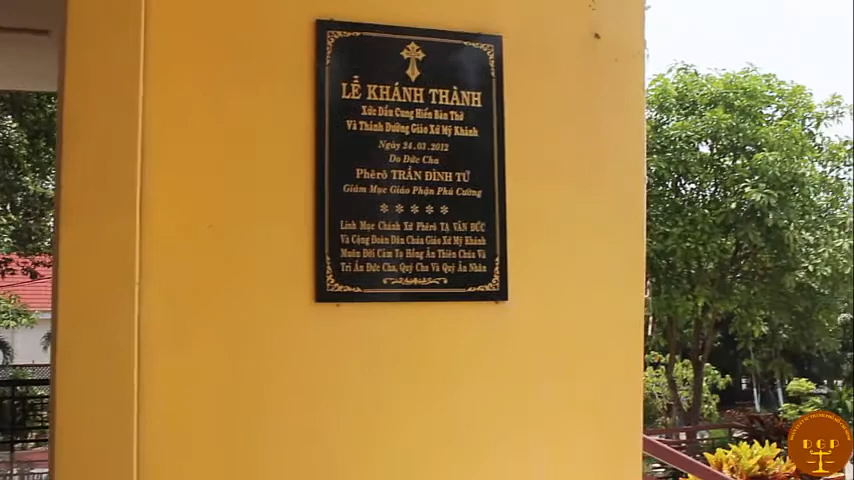 LỄ KHÁNH THÀNH
Xức Dầu Cung Hiến Bàn Thờ
Và Thánh Đường Giáo Xứ Mỹ Khánh
Ngày 24.03.2012
Do Đức Cha
Phêrô TRẦN ĐÌNH TỨ
Giám Mục Giáo Phận Phú Cường
Linh Mục Chánh Xứ Phêrô TẠ VĂN ĐỨC
Và Cộng Đoàn Dân Chúa Giáo Xứ Mỹ Khánh
Muôn Đời Cảm Tạ Hồng Ân Thiên Chúa Và
Tri Ân Đức Cha, Quý Cha Và Quý Ân Nhân
DGP